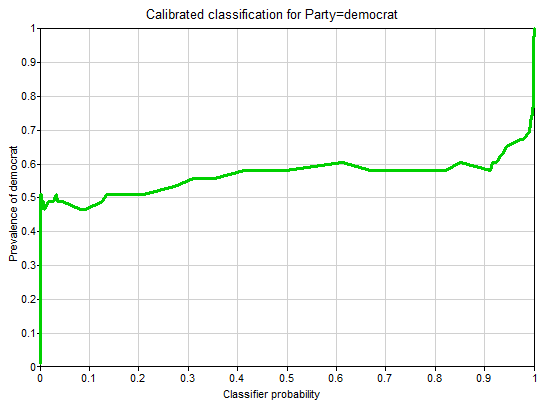 Calibrated classification for Party=democrat
1
0.9
0.8
0.7
0.6
0.5
0.4
0.3
0.2
0.1
0
Prevalence of democrat
0 0.1 0.2 0.3 0.4 0.5 0.6 0.7 0.8 0.9 1
Classifier probability